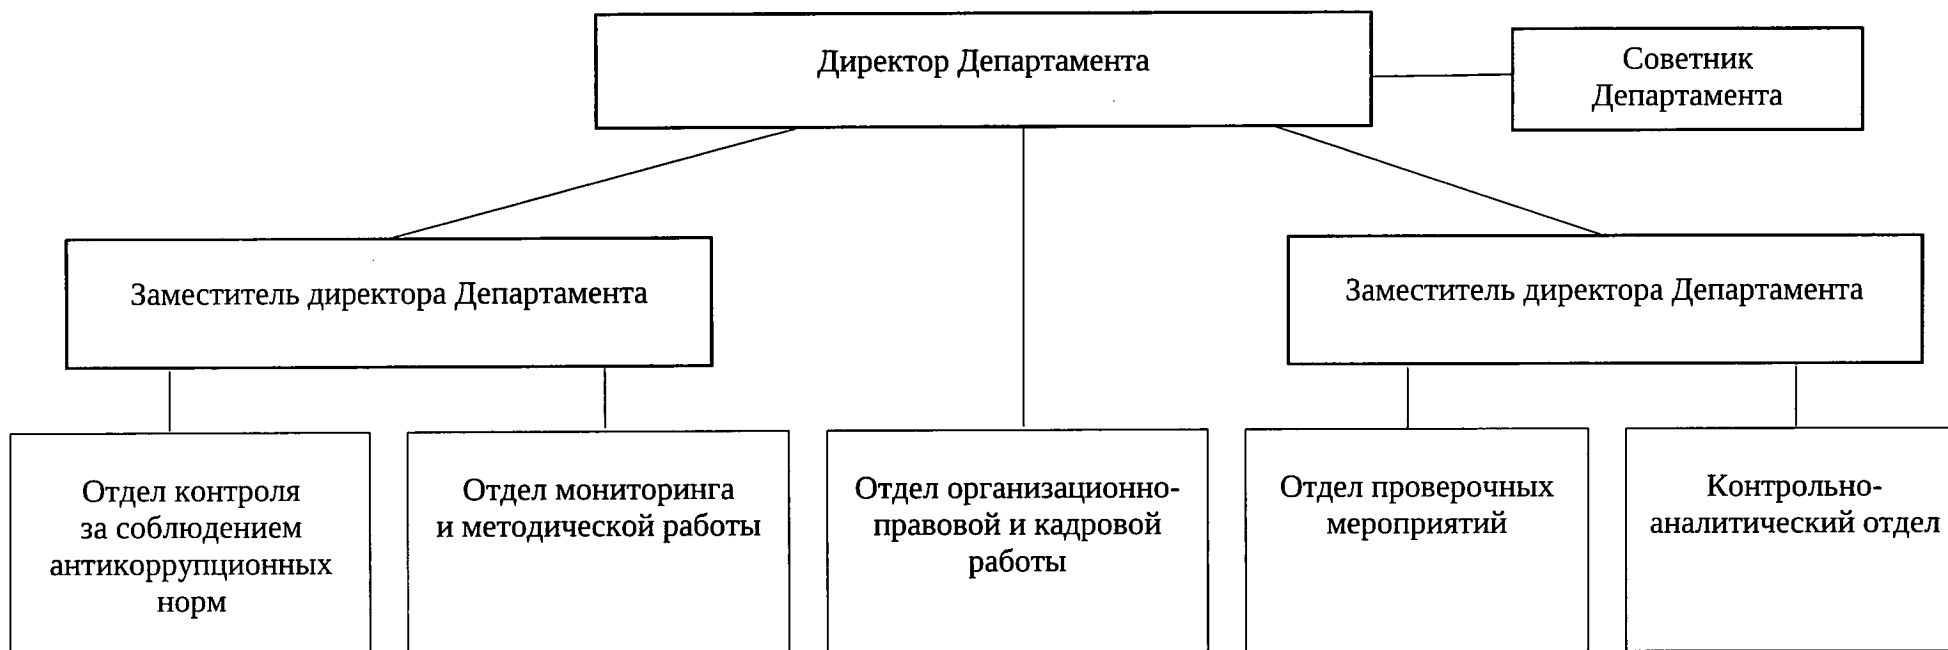 Директор Департамента
Советник
Департамента
Заместитель директора Департамента
Заместитель директора Департамента
Отдел контроля
за соблюдением
антикоррупционных
норм
Отдел мониторинга
и методической работы
Отдел организационно-
правовой и кадровой
работы
Отдел проверочных
мероприятий
Контрольно-
аналитический отдел